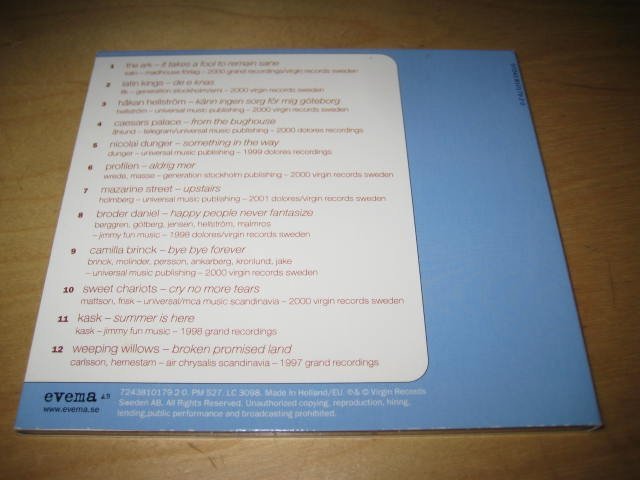 1 the ark – it takes a fool to remain sane
salo – madhouse förlag – 2000 grand recordings/virgin records sweden
2 latin kings – de e knas
– generation stockholm/emi – 2000 virgin records sweden
3 håkan hellström – känn ingen sorg för mig göteborg
hellström – universal music publishing – 2000 virgin records sweden
4 caesars palace – from the bughouse
åhlund – telegram/universal music publishing – 2000 dolores recordings
5 nicolai dunger – something in the way
dunger – universal music publishing – 1999 dolores recordings
6 profilen – aldrig mer
wrede, masse – generation stockholm publishing – 2000 virgin records sweden
7 mazarine street – upstairs
holmberg – universal music publishing – 2001 dolores/virgin records sweden
8 broder daniel – happy people never fantasize
berggren, götberg, jensen, hellström, malmros
– jimmy fun music – 1998 dolores/virgin records sweden
9 camilla brinck – bye bye forever
brinck, molinder, persson, ankarberg, kronlund, jake
– universal music publishing – 2000 virgin records sweden
10 sweet chariots – cry no more tears
mattson, frisk – universal/mca music scandinavia – 2000 virgin records sweden
11 kask – summer is here
kask – jimmy fun music – 1998 grand recordings
12 weeping willows – broken promised land
carlsson, hernestam – air chrysalis scandinavia – 1997 grand recordings
evema
www.evema.se
7243810179 2 0. PM 527. LC 3098. Made in Holland/EU. ℗ & © Virgin Records
Sweden AB. All Rights Reserved. Unauthorized copying, reproduction, hiring,
lending,public performance and broadcasting prohibited.